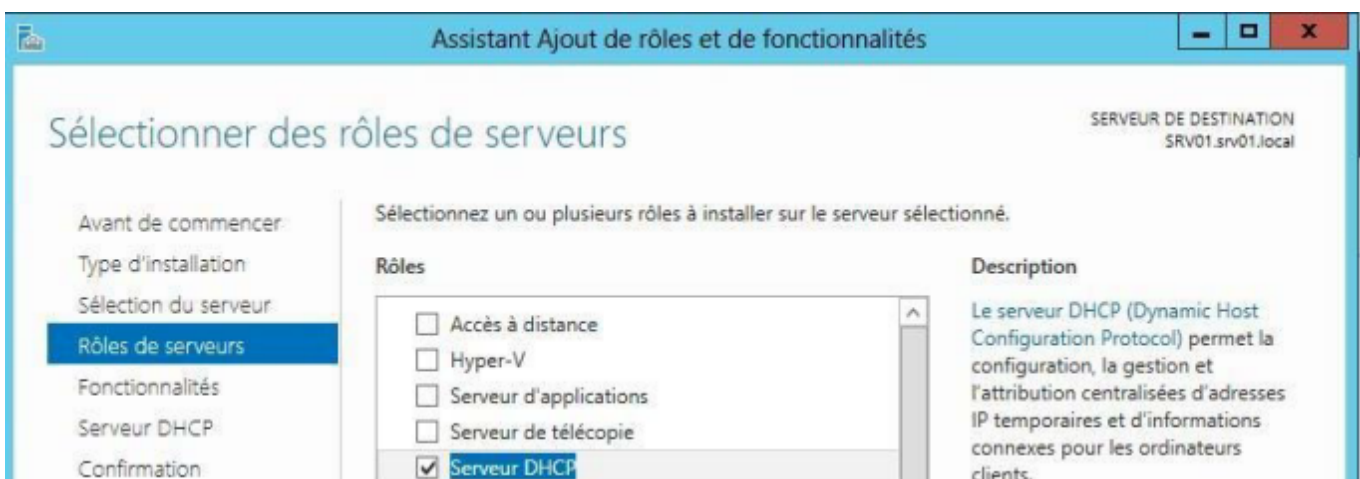 Assistant Ajout de rôles et de fonctionnalités
Sélectionner des rôles de serveurs
SERVEUR DE DESTINATION
SRV01.srv01.local
Avant de commencer
Type d'installation
Sélection du serveur
Rôles de serveurs
Fonctionnalités
Serveur DHCP
Confirmation
Sélectionnez un ou plusieurs rôles à installer sur le serveur sélectionné.
Rôles
Accès à distance
Hyper-V
Serveur d'applications
Serveur de télécopie
Serveur DHCP
Description
Le serveur DHCP (Dynamic Host
Configuration Protocol) permet la
configuration, la gestion et
l'attribution centralisées d'adresses
IP temporaires et d'informations
connexes pour les ordinateurs
clients.